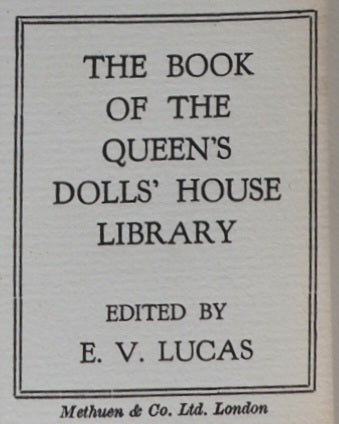 THE BOOK
OF THE
QUEEN'S
DOLLS' HOUSE
LIBRARY
EDITED BY
E. V. LUCAS
Methuen & Co. Ltd. London